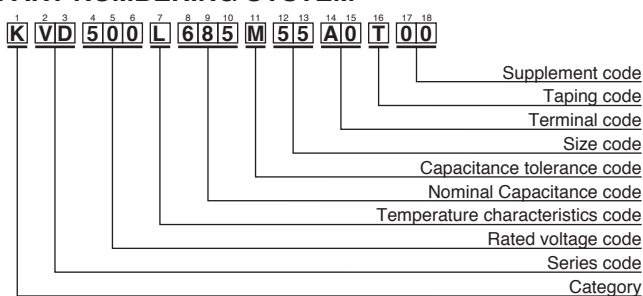 PART NUMBERING SYSTEM
1 2 3 4 5 6 7 8 9 10 11 12 13 14 15 16 17 18
K VD 500 L 685 M 55 A0 T 00
Supplement code
Taping code
Terminal code
Size code
Capacitance tolerance code
Nominal Capacitance code
Temperature characteristics code
Rated voltage code
Series code
Category